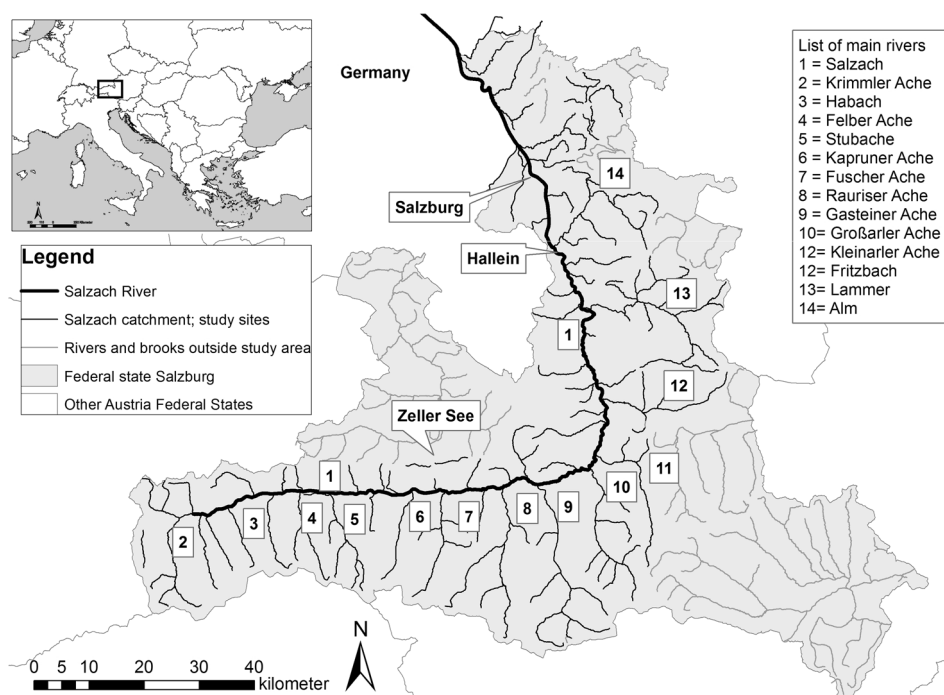 Germany
Salzburg
Hallein
Zeller See
14
13
1
12
11
10
1
2
3
4
5
6
7
8
9
N
Legend
Salzach River
Salzach catchment; study sites
Rivers and brooks outside study area
Federal state Salzburg
Other Austria Federal States
List of main rivers
1 = Salzach
2 = Krimmler Ache
3 = Habach
4 = Felber Ache
5 = Stubache
6 = Kapruner Ache
7 = Fuscher Ache
8 = Rauriser Ache
9 = Gasteiner Ache
10= Großarler Ache
12= Kleinarler Ache
12= Fritzbach
13= Lammer
14= Alm
N
0 5 10 20 30 40
kilometer